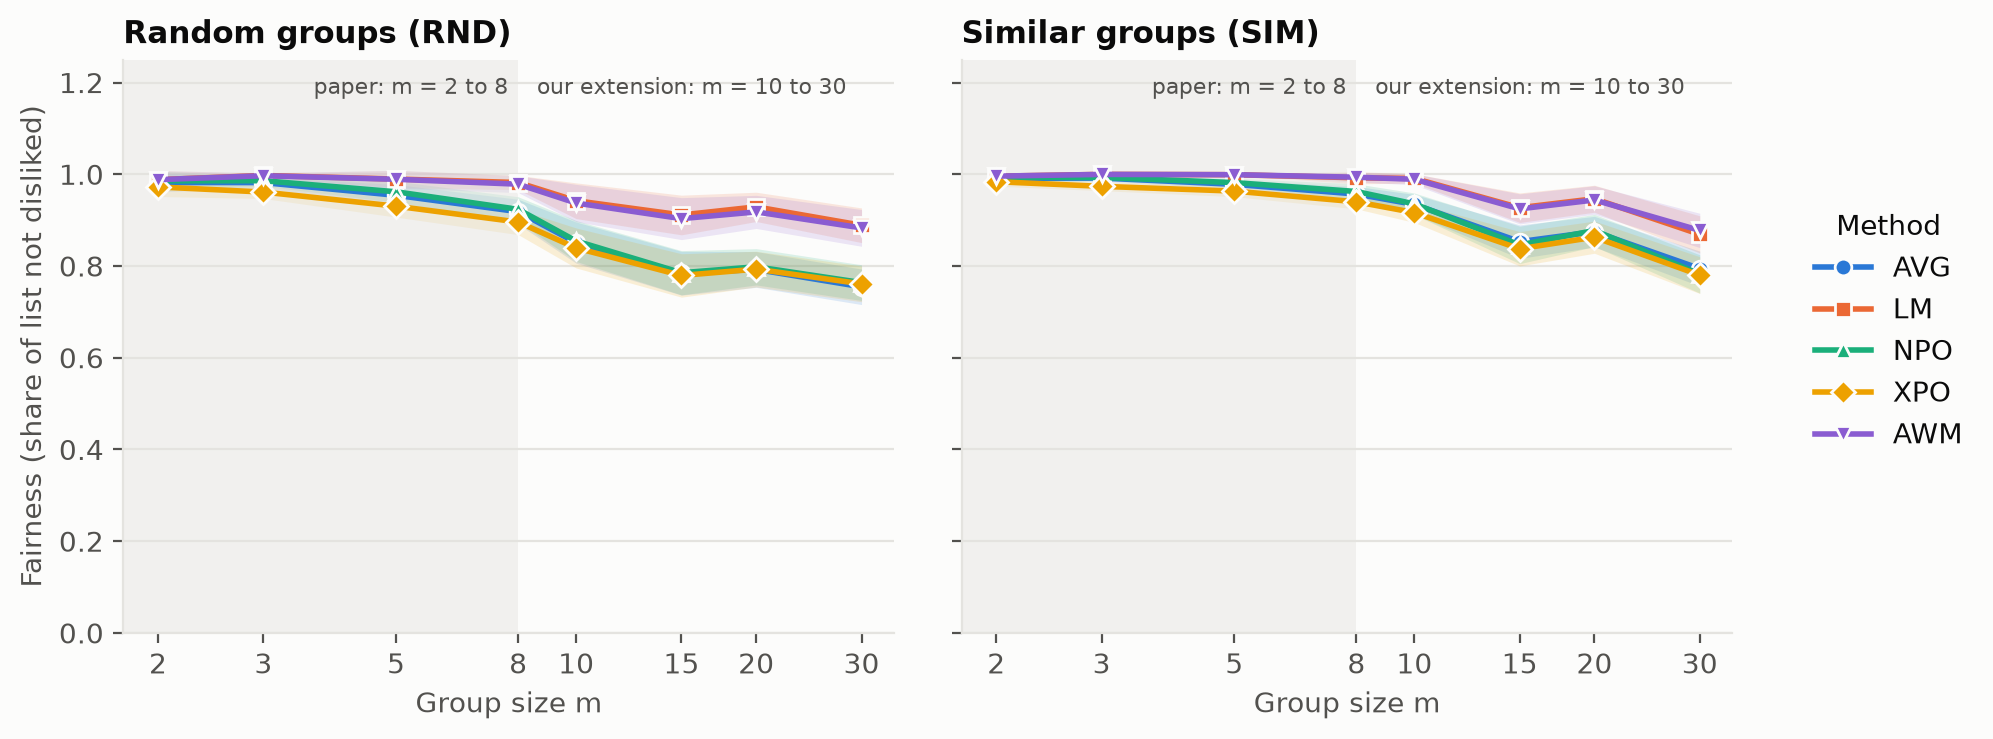 Random groups (RND)
Similar groups (SIM)
paper: m = 2 to 8
our extension: m = 10 to 30
paper: m = 2 to 8
our extension: m = 10 to 30
Fairness (share of list not disliked)
1.2
1.0
0.8
0.6
0.4
0.2
0.0
2 3 5 8 10 15 20 30
2 3 5 8 10 15 20 30
Group size m
Group size m
Method
AVG
LM
NPO
XPO
AWM